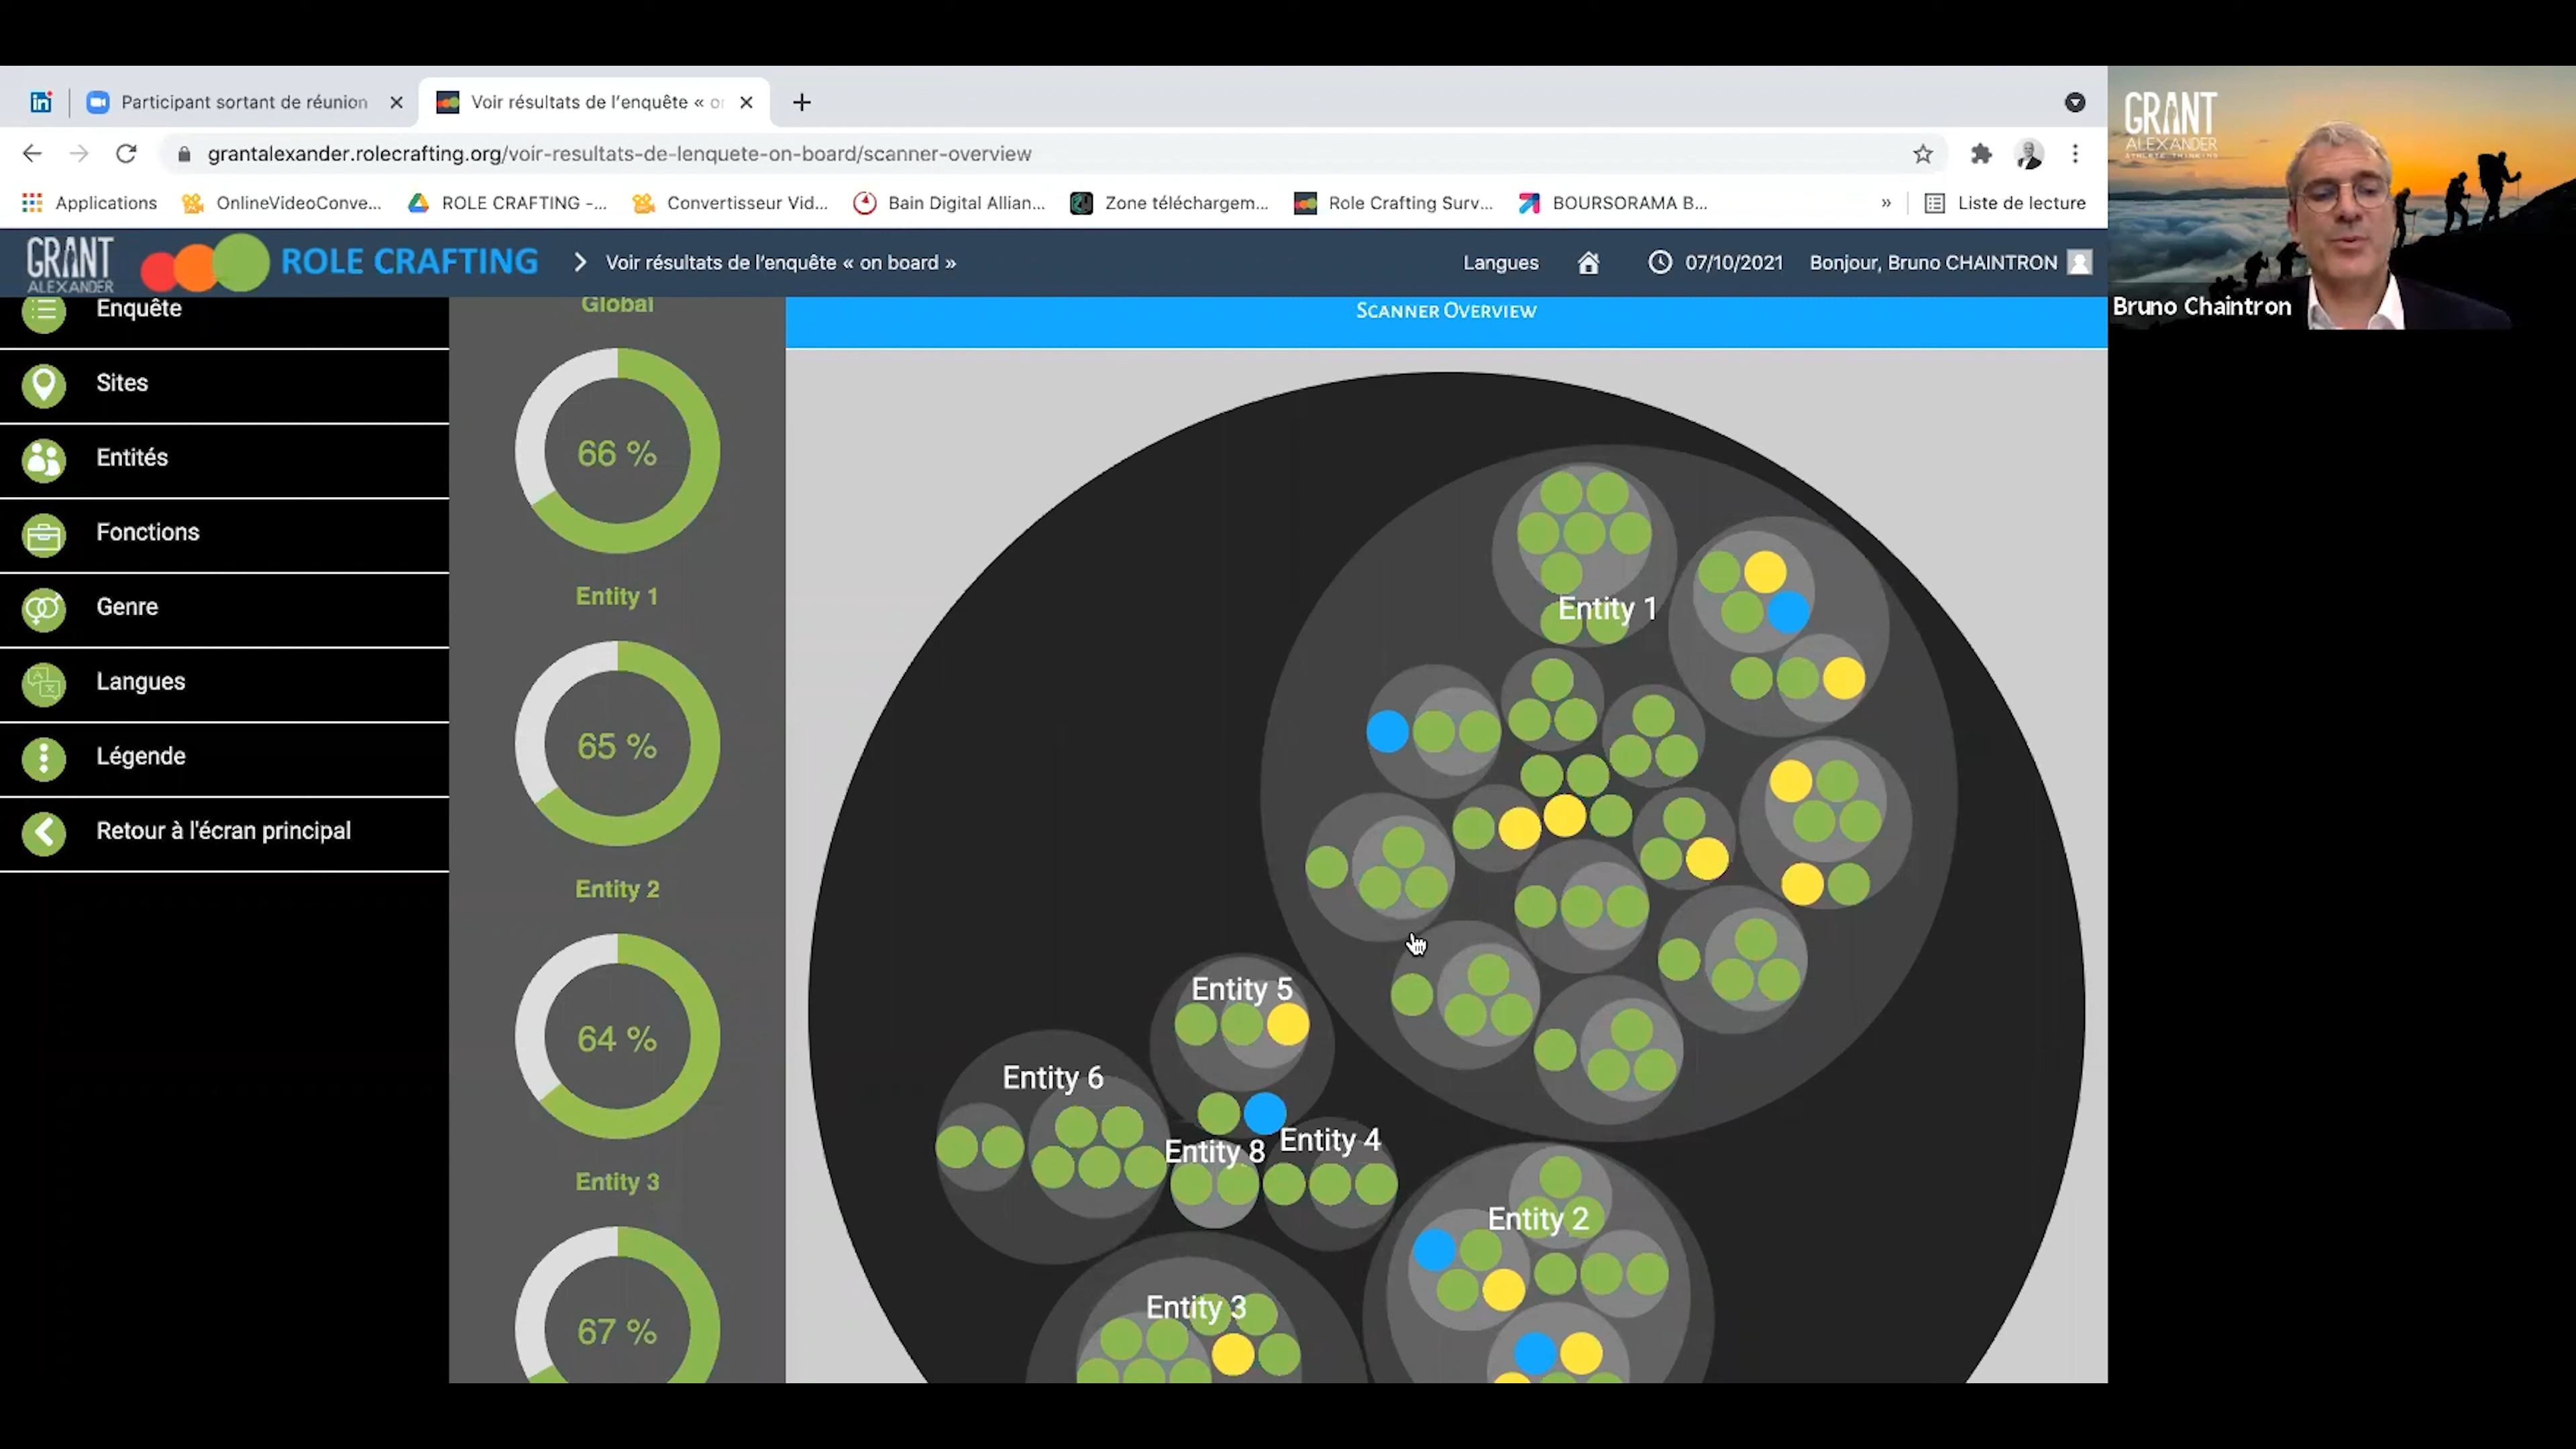 Participant sortant de réunion
Voir résultats de l'enquête « on
grantalexander.rolecrafting.org/voir-resultats-de-lenquete-on-board/scanner-overview
Applications
OnlineVideoConve...
ROLE CRAFTING -...
Convertisseur Vid...
Bain Digital Allian...
Zone téléchargem...
Role Crafting Surv...
BOURSORAMA B...
»
Liste de lecture
GRANT
ALEXANDER
ROLE CRAFTING
Voir résultats de l'enquête « on board »
Langues
07/10/2021
Bonjour, Bruno CHAINTRON
GRANT
ALEXANDER
ATHLETE THINKING
Bruno Chaintron
Enquête
Sites
Entités
Fonctions
Genre
Langues
Légende
Retour à l'écran principal
Global
66 %
Entity 1
65 %
Entity 2
64 %
Entity 3
67 %
SCANNER OVERVIEW
Entity 1
Entity 5
Entity 6
Entity 8
Entity 4
Entity 2
Entity 3